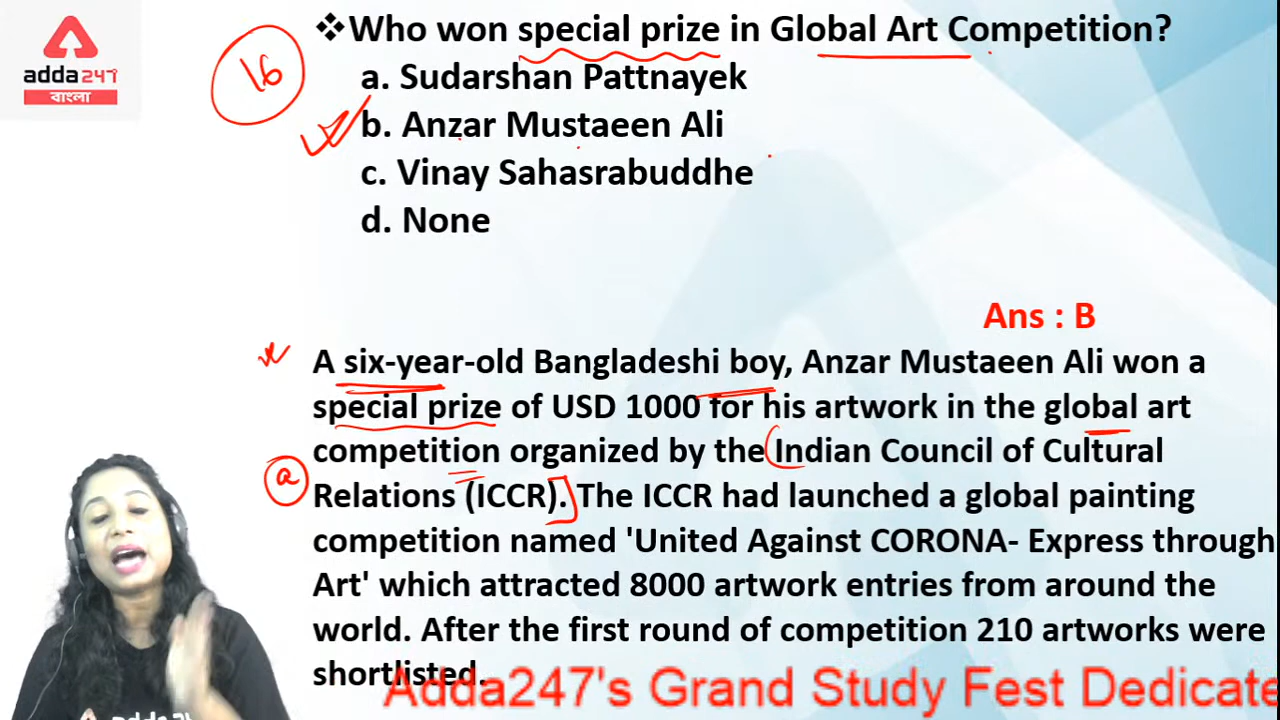 adda247
বাংলা
16
❖Who won special prize in Global Art Competition?
a. Sudarshan Pattnayek
b. Anzar Mustaeen Ali
c. Vinay Sahasrabuddhe
d. None
Ans : B
A six-year-old Bangladeshi boy, Anzar Mustaeen Ali won a
special prize of USD 1000 for his artwork in the global art
competition organized by the Indian Council of Cultural
Relations (ICCR). The ICCR had launched a global painting
competition named 'United Against CORONA- Express through
Art' which attracted 8000 artwork entries from around the
world. After the first round of competition 210 artworks were
shortlisted.
Adda247's Grand Study Fest Dedicate